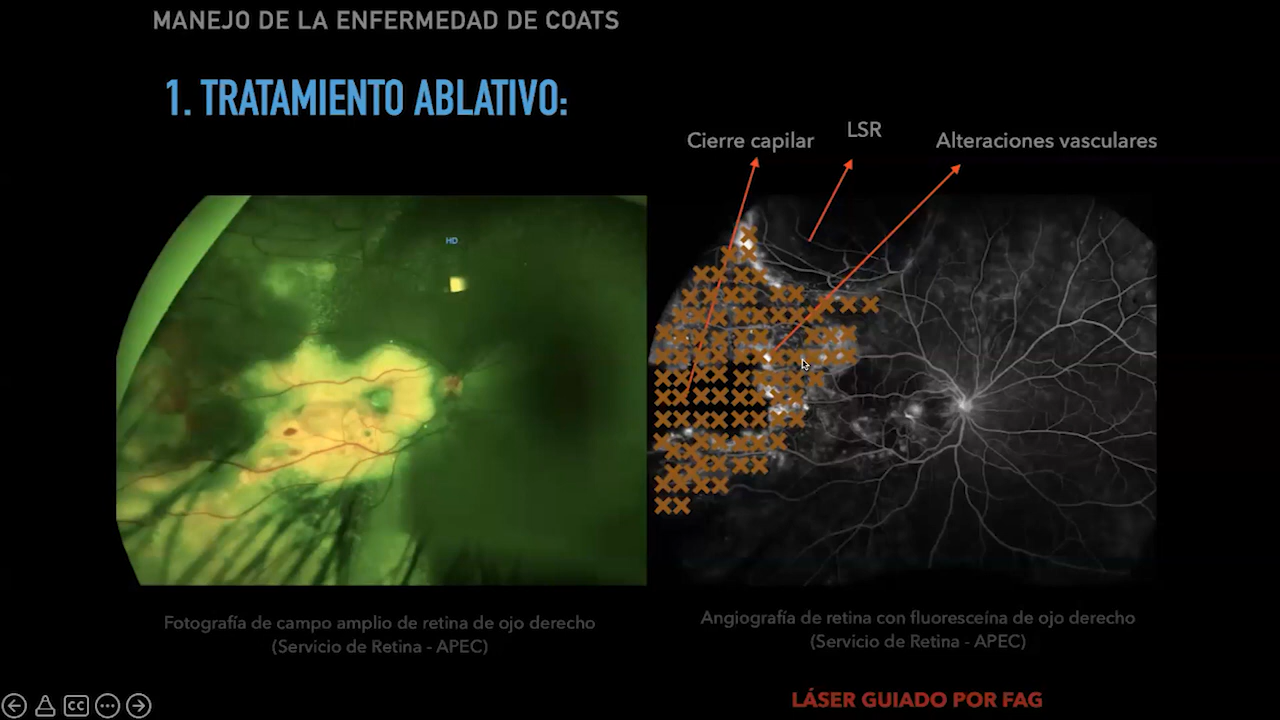 MANEJO DE LA ENFERMEDAD DE COATS
1. TRATAMIENTO ABLATIVO:
Cierre capilar
LSR
Alteraciones vasculares
HD
Fotografía de campo amplio de retina de ojo derecho
(Servicio de Retina - APEC)
Angiografía de retina con fluoresceína de ojo derecho
(Servicio de Retina - APEC)
LÁSER GUIADO POR FAG
CC